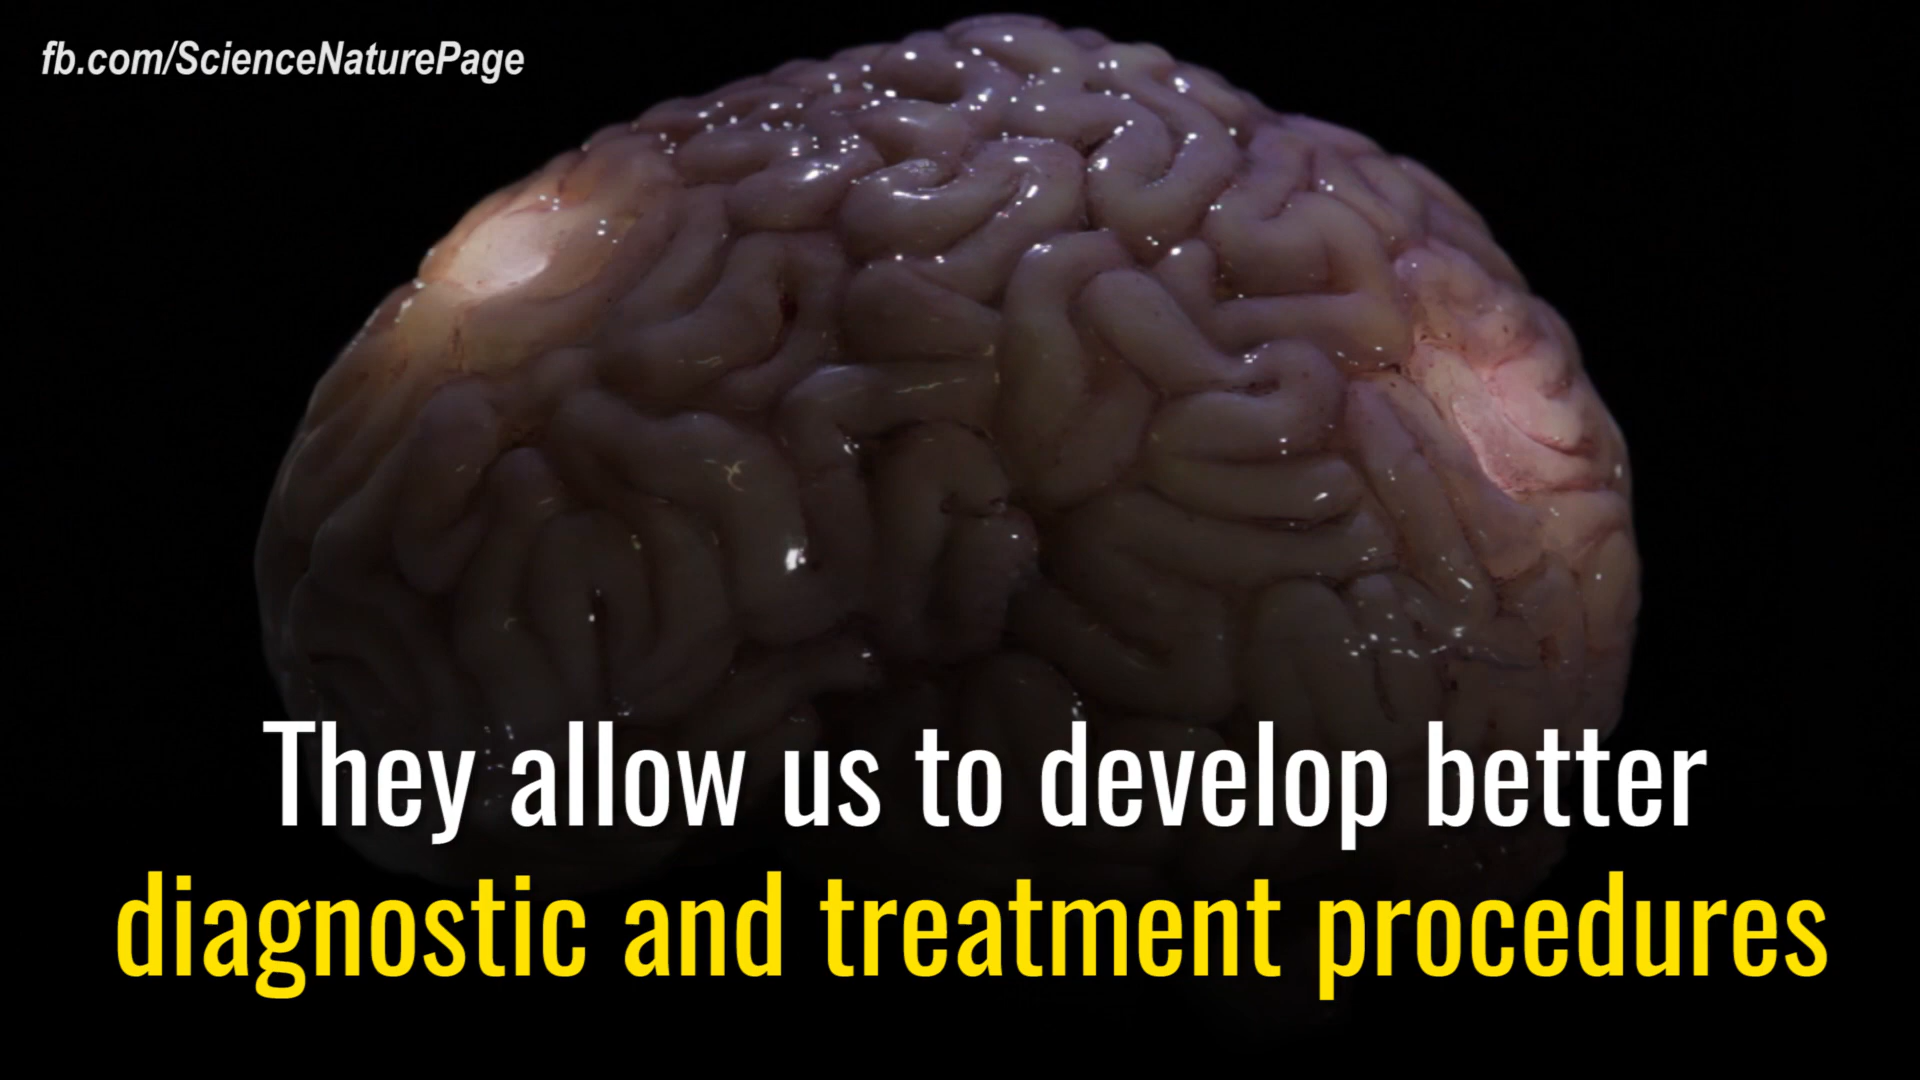 fb.com/ScienceNaturePage
They allow us to develop better
diagnostic and treatment procedures